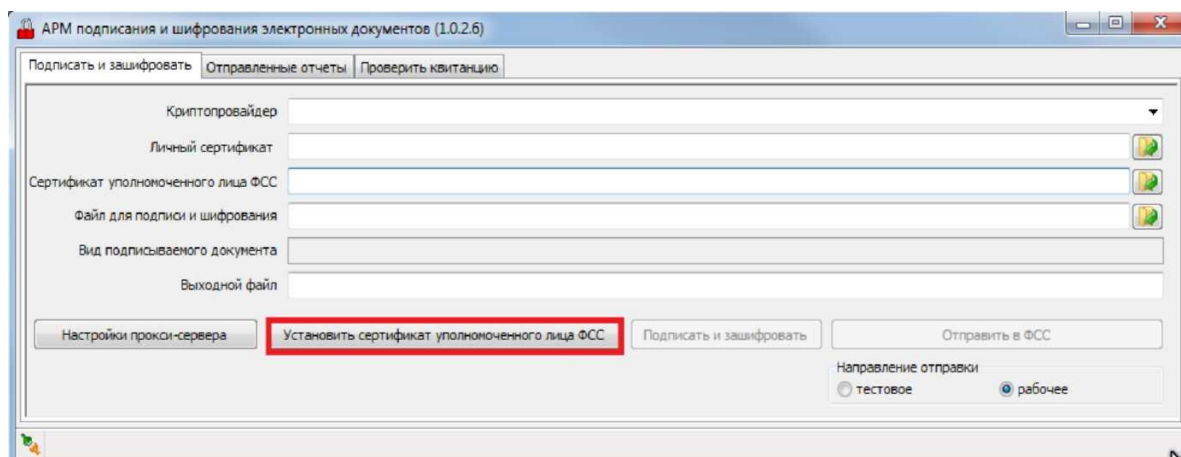 АРМ подписания и шифрования электронных документов (1.0.2.6)
Подписать и зашифровать Отправленные отчеты Проверить квитанцию
Криптопровайдер
Личный сертификат
Сертификат уполномоченного лица ФСС
Файл для подписи и шифрования
Вид подписываемого документа
Выходной файл
Настройки прокси-сервера Установить сертификат уполномоченного лица ФСС Подписать и зашифровать Отправить в ФСС
Направление отправки
тестовое рабочее